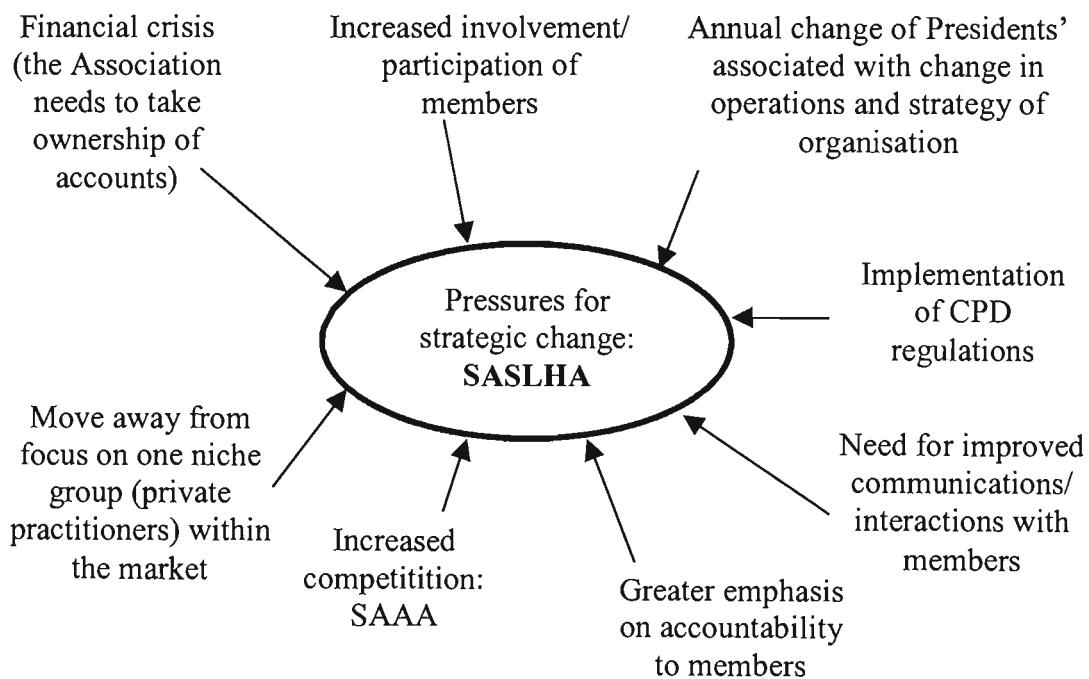 Financial crisis
(the Association
needs to take
ownership of
accounts)
Increased involvement/
participation of
members
Annual change of Presidents’
associated with change in
operations and strategy of
organisation
Pressures for
strategic change:
SASLHA
Implementation
of CPD
regulations
Move away from
focus on one niche
group (private
practitioners) within
the market
Increased
competitition:
SAAA
Greater emphasis
on accountability
to members
Need for improved
communications/
interactions with
members